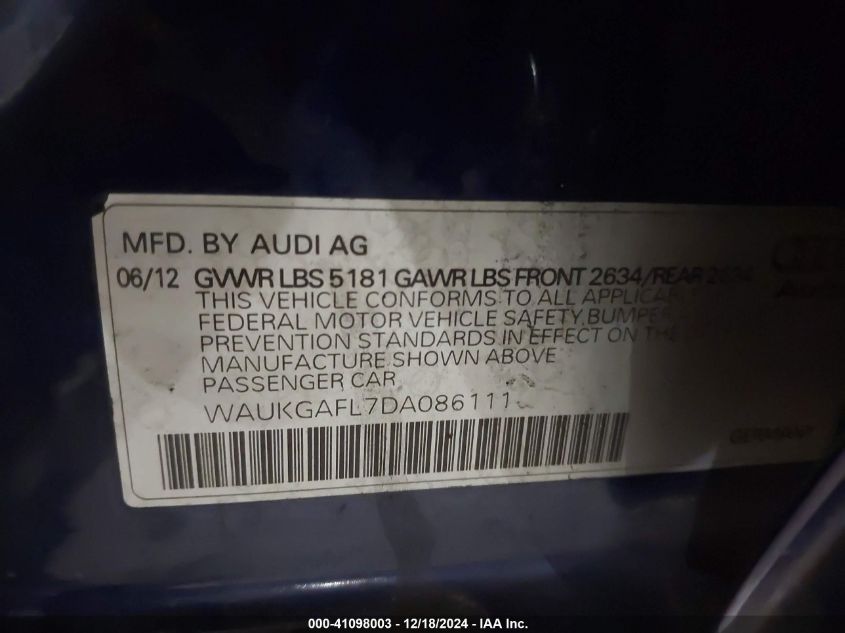 MFD. BY AUDI AG
06/12 GVWR LBS 5181 GAWR LBS FRONT 2634/REAR
THIS VEHICLE CONFORMS TO ALL
FEDERAL MOTOR VEHICLE SAFETY, BUMPER,
PREVENTION STANDARDS IN EFFECT ON THE
MANUFACTURE SHOWN ABOVE
PASSENGER CAR
WAUKGAFL7DA086111
GERMANY
000-41098003 - 12/18/2024 - IAA Inc.